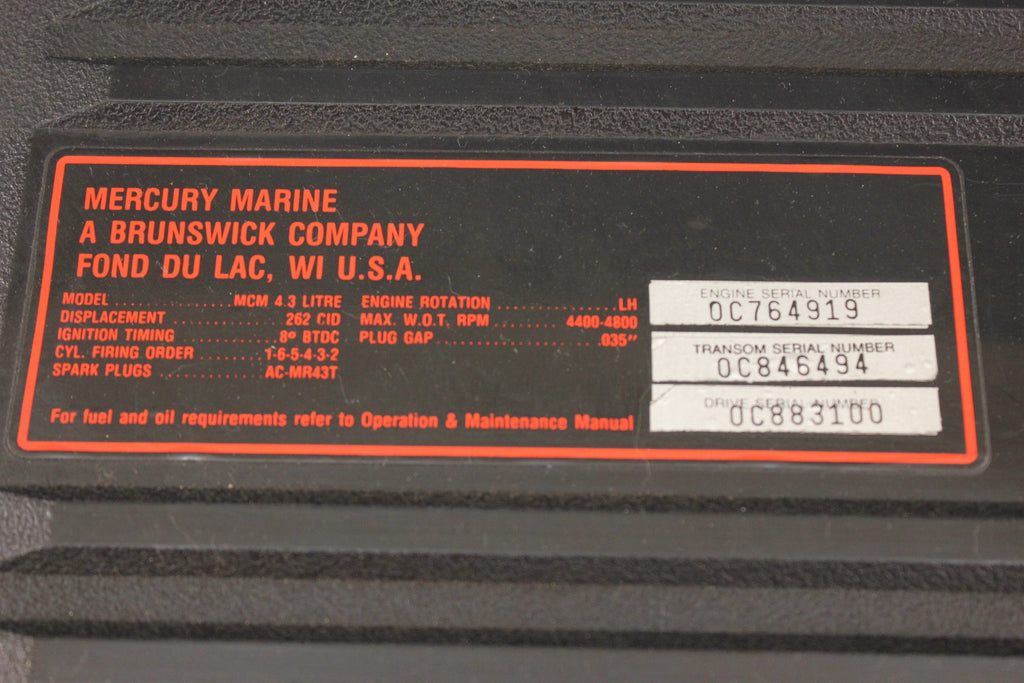 MERCURY MARINE
A BRUNSWICK COMPANY
FOND DU LAC, WI U.S.A.
MODEL .............. MCM 4.3 LITRE
DISPLACEMENT .............. 262 CID
IGNITION TIMING .............. 8º BTDC
CYL. FIRING ORDER .......... 1-6-5-4-3-2
SPARK PLUGS .............. AC-MR43T
ENGINE ROTATION ................ LH
MAX. W.O.T. RPM ........ 4400-4800
PLUG GAP .................... .035"
For fuel and oil requirements refer to Operation & Maintenance Manual
ENGINE SERIAL NUMBER
0C764919
TRANSOM SERIAL NUMBER
0C846494
DRIVE SERIAL NUMBER
0C883100